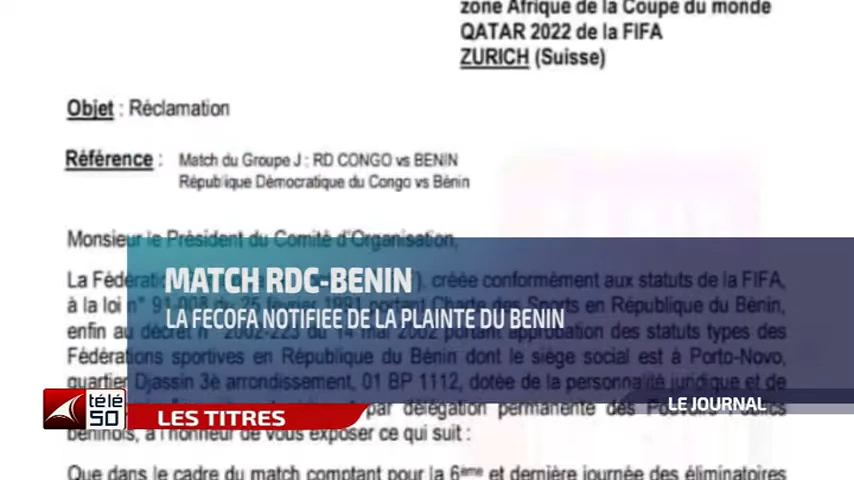 zone Afrique de la Coupe du monde
QATAR 2022 de la FIFA
ZURICH (Suisse)
Objet : Réclamation
Référence : Match du Groupe J : RD CONGO vs BENIN
République Démocratique du Congo vs Bénin
Monsieur le Président du Comité d'Organisation,
La Fédération créée conformément aux statuts de la FIFA,
MATCH RDC-BENIN
à la loi n° 91-008 du 25 février 1991 portant Charte des Sports en République du Bénin,
LA FECOFA NOTIFIEE DE LA PLAINTE DU BENIN
enfin au décret n° 2002-223 du 14 mai 2002 portant approbation des statuts types des
Fédérations sportives en République du Bénin dont le siège social est à Porto-Novo,
quartier Djassin 3è arrondissement, 01 BP 1112, dotée de la personnalité juridique et de
LE JOURNAL
télé
50
LES TITRES
par délégation permanente des Pouvoirs Publics
béninois, a l'honneur de vous exposer ce qui suit :
Que dans le cadre du match comptant pour la 6ème et dernière journée des éliminatoires